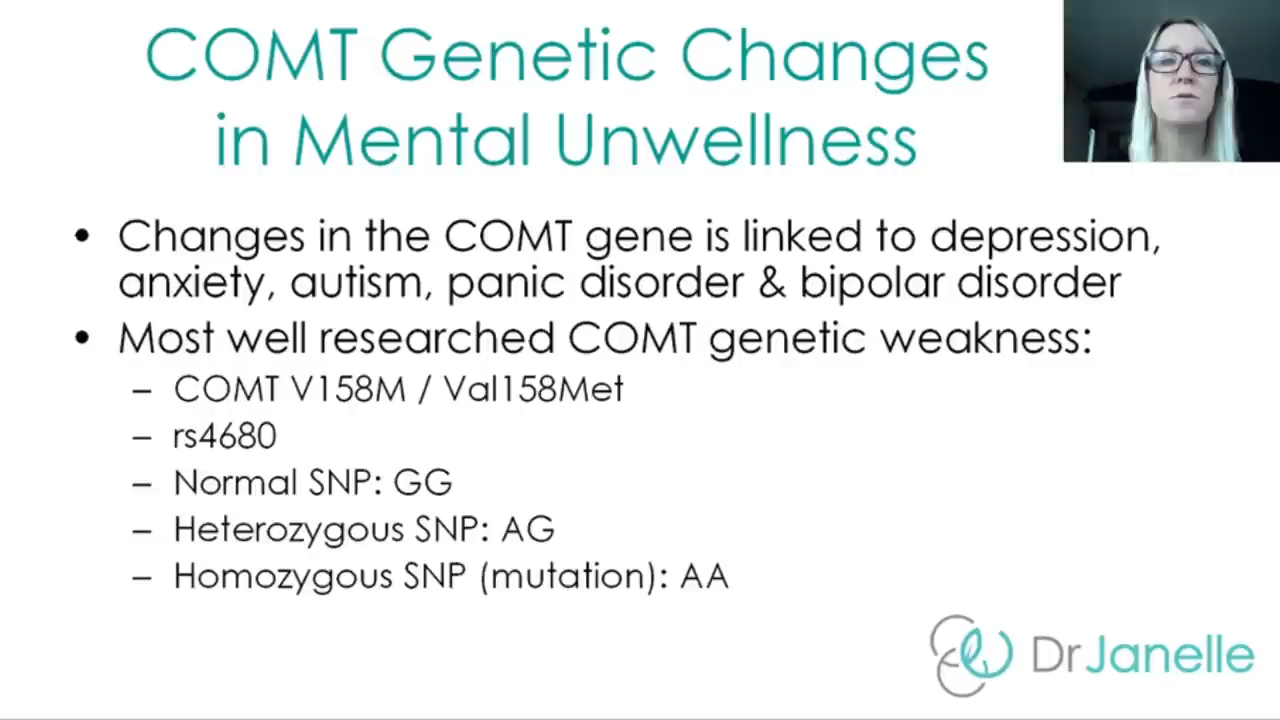 COMT Genetic Changes
in Mental Unwellness
• Changes in the COMT gene is linked to depression,
anxiety, autism, panic disorder & bipolar disorder
• Most well researched COMT genetic weakness:
– COMT V158M / Val158Met
– rs4680
– Normal SNP: GG
– Heterozygous SNP: AG
– Homozygous SNP (mutation): AA
Dr Janelle